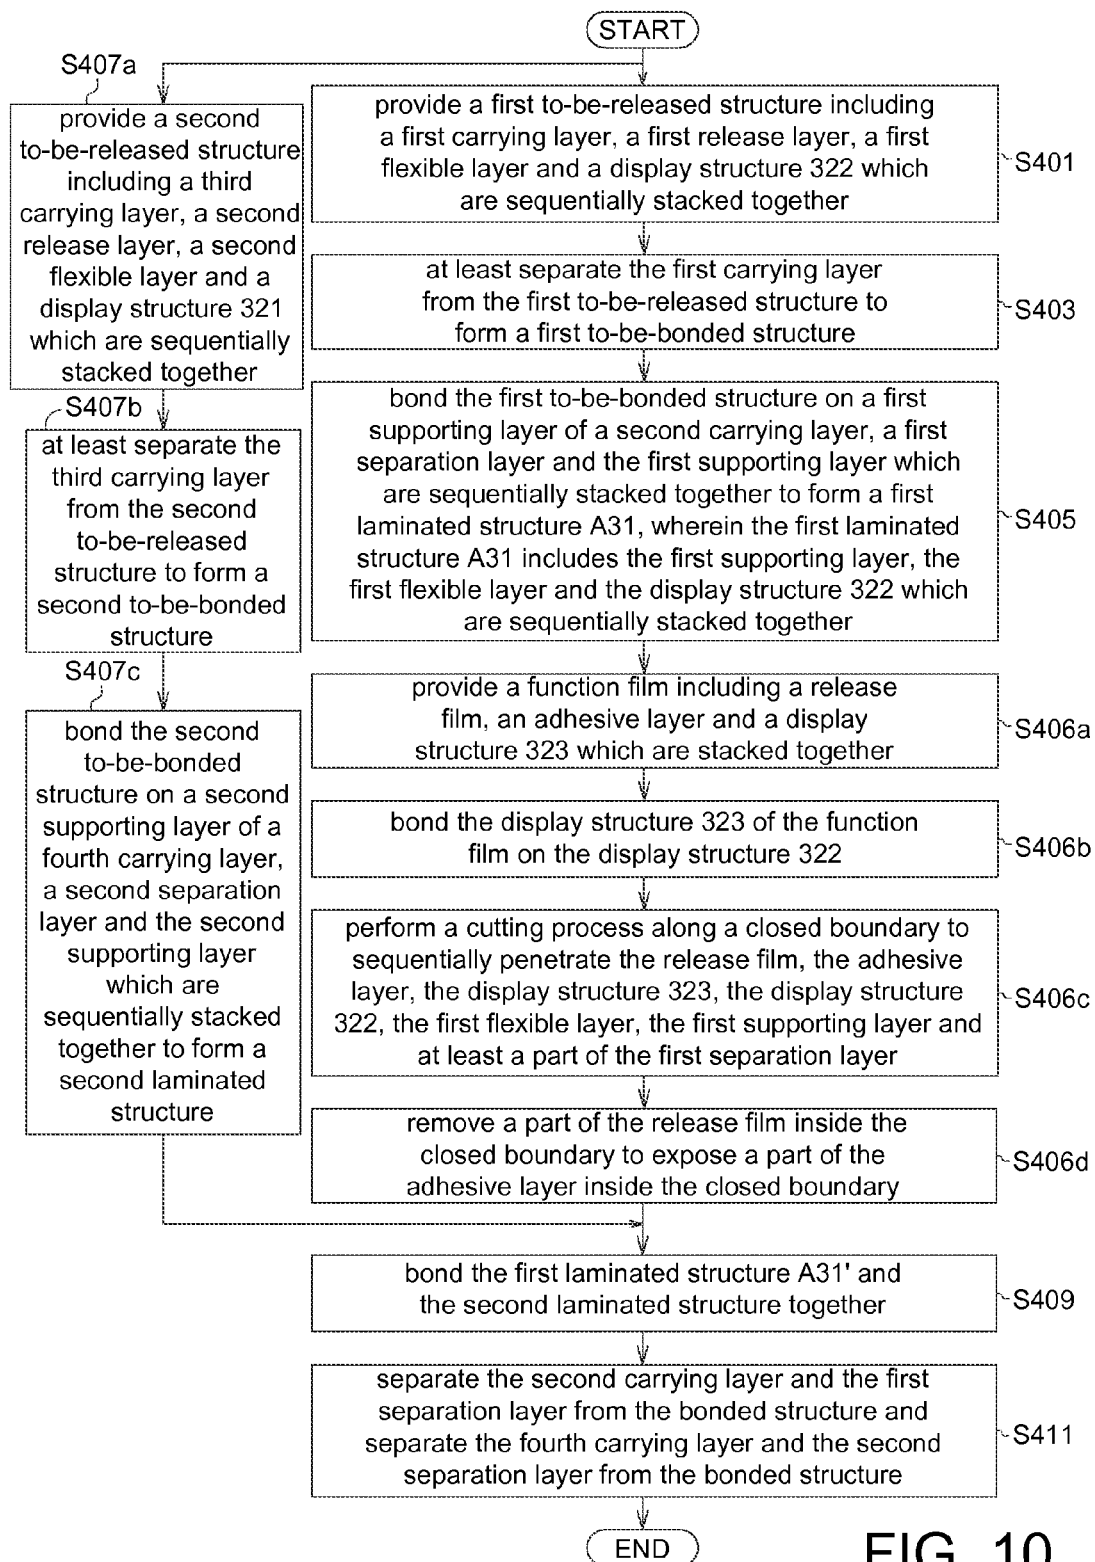 START
S407a
provide a second
to-be-released structure
including a third
carrying layer, a second
release layer, a second
flexible layer and a
display structure 321
which are sequentially
stacked together
S407b
at least separate the
third carrying layer
from the second
to-be-released
structure to form a
second to-be-bonded
structure
S407c
bond the second
to-be-bonded
structure on a second
supporting layer of a
fourth carrying layer,
a second separation
layer and the second
supporting layer
which are
sequentially stacked
together to form a
second laminated
structure
provide a first to-be-released structure including
a first carrying layer, a first release layer, a first
flexible layer and a display structure 322 which
are sequentially stacked together
S401
at least separate the first carrying layer
from the first to-be-released structure to
form a first to-be-bonded structure
S403
bond the first to-be-bonded structure on a first
supporting layer of a second carrying layer, a first
separation layer and the first supporting layer which
are sequentially stacked together to form a first
laminated structure A31, wherein the first laminated
structure A31 includes the first supporting layer, the
first flexible layer and the display structure 322 which
are sequentially stacked together
S405
provide a function film including a release
film, an adhesive layer and a display
structure 323 which are stacked together
S406a
bond the display structure 323 of the function
film on the display structure 322
S406b
perform a cutting process along a closed boundary to
sequentially penetrate the release film, the adhesive
layer, the display structure 323, the display structure
322, the first flexible layer, the first supporting layer and
at least a part of the first separation layer
S406c
remove a part of the release film inside the
closed boundary to expose a part of the
adhesive layer inside the closed boundary
S406d
bond the first laminated structure A31' and
the second laminated structure together
S409
separate the second carrying layer and the first
separation layer from the bonded structure and
separate the fourth carrying layer and the second
separation layer from the bonded structure
S411
END
FIG. 10